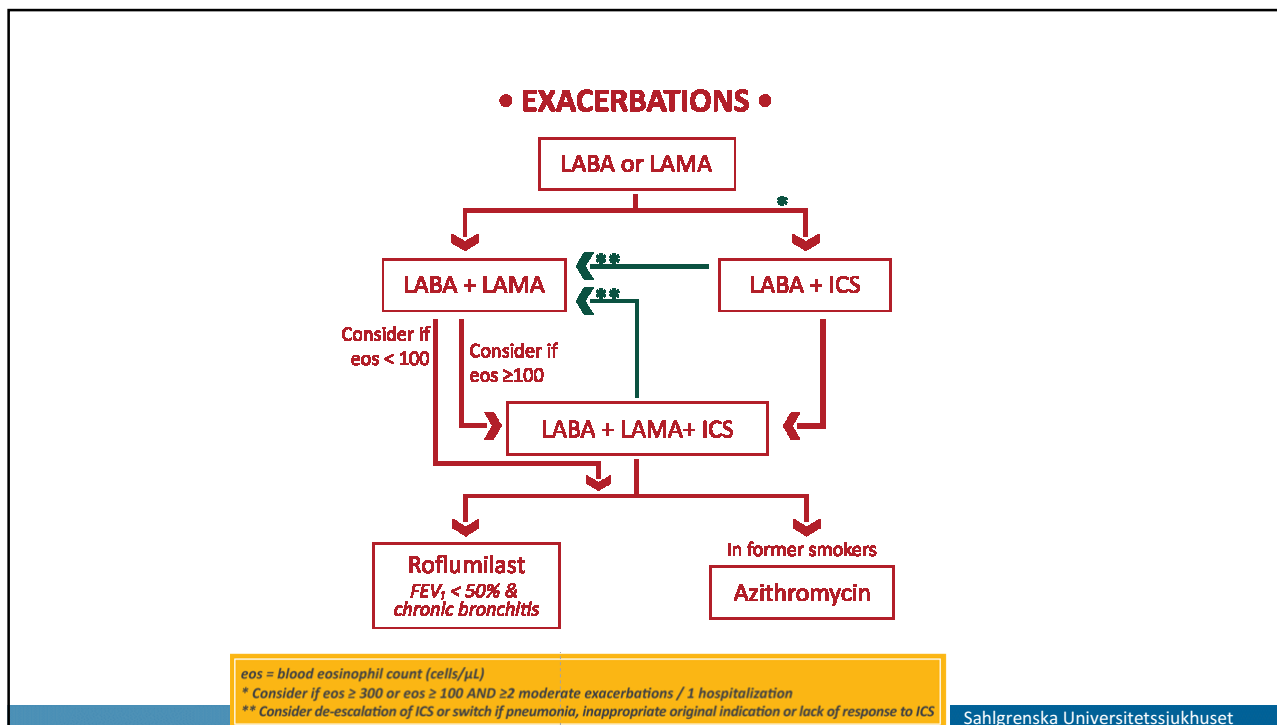 • EXACERBATIONS •
LABA or LAMA
*
LABA + LAMA
**
**
LABA + ICS
Consider if
eos < 100
Consider if
eos ≥100
LABA + LAMA+ ICS
Roflumilast
FEV₁ < 50% &
chronic bronchitis
In former smokers
Azithromycin
eos = blood eosinophil count (cells/µL)
* Consider if eos ≥ 300 or eos ≥ 100 AND ≥2 moderate exacerbations / 1 hospitalization
** Consider de-escalation of ICS or switch if pneumonia, inappropriate original indication or lack of response to ICS
Sahlgrenska Universitetssjukhuset